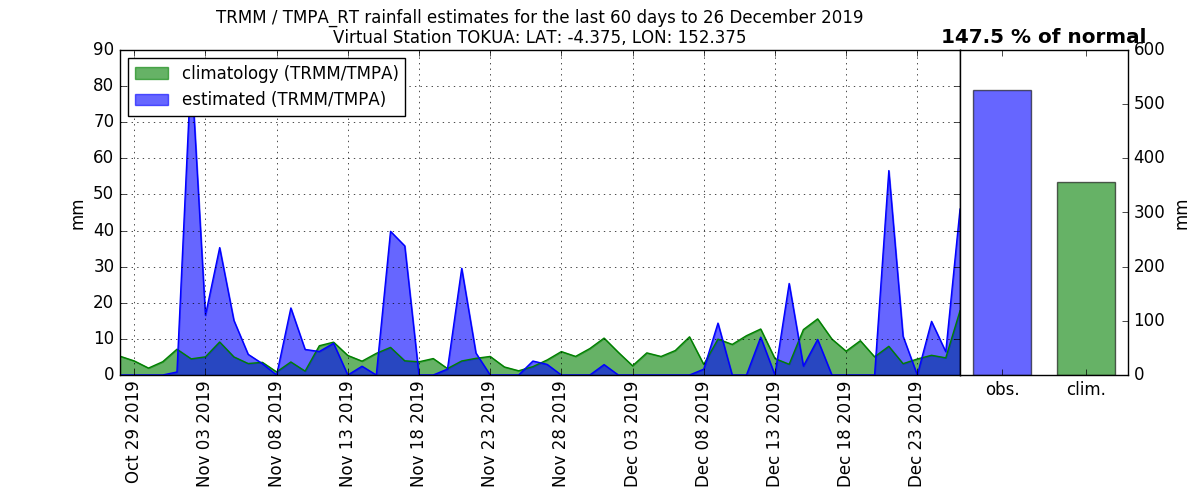 TRMM / TMPA_RT rainfall estimates for the last 60 days to 26 December 2019
Virtual Station TOKUA: LAT: -4.375, LON: 152.375
147.5 % of normal
climatology (TRMM/TMPA)
estimated (TRMM/TMPA)
90
80
70
60
50
40
30
20
10
0
mm
Oct 29 2019
Nov 03 2019
Nov 08 2019
Nov 13 2019
Nov 18 2019
Nov 23 2019
Nov 28 2019
Dec 03 2019
Dec 08 2019
Dec 13 2019
Dec 18 2019
Dec 23 2019
600
500
400
300
200
100
0
mm
obs.
clim.